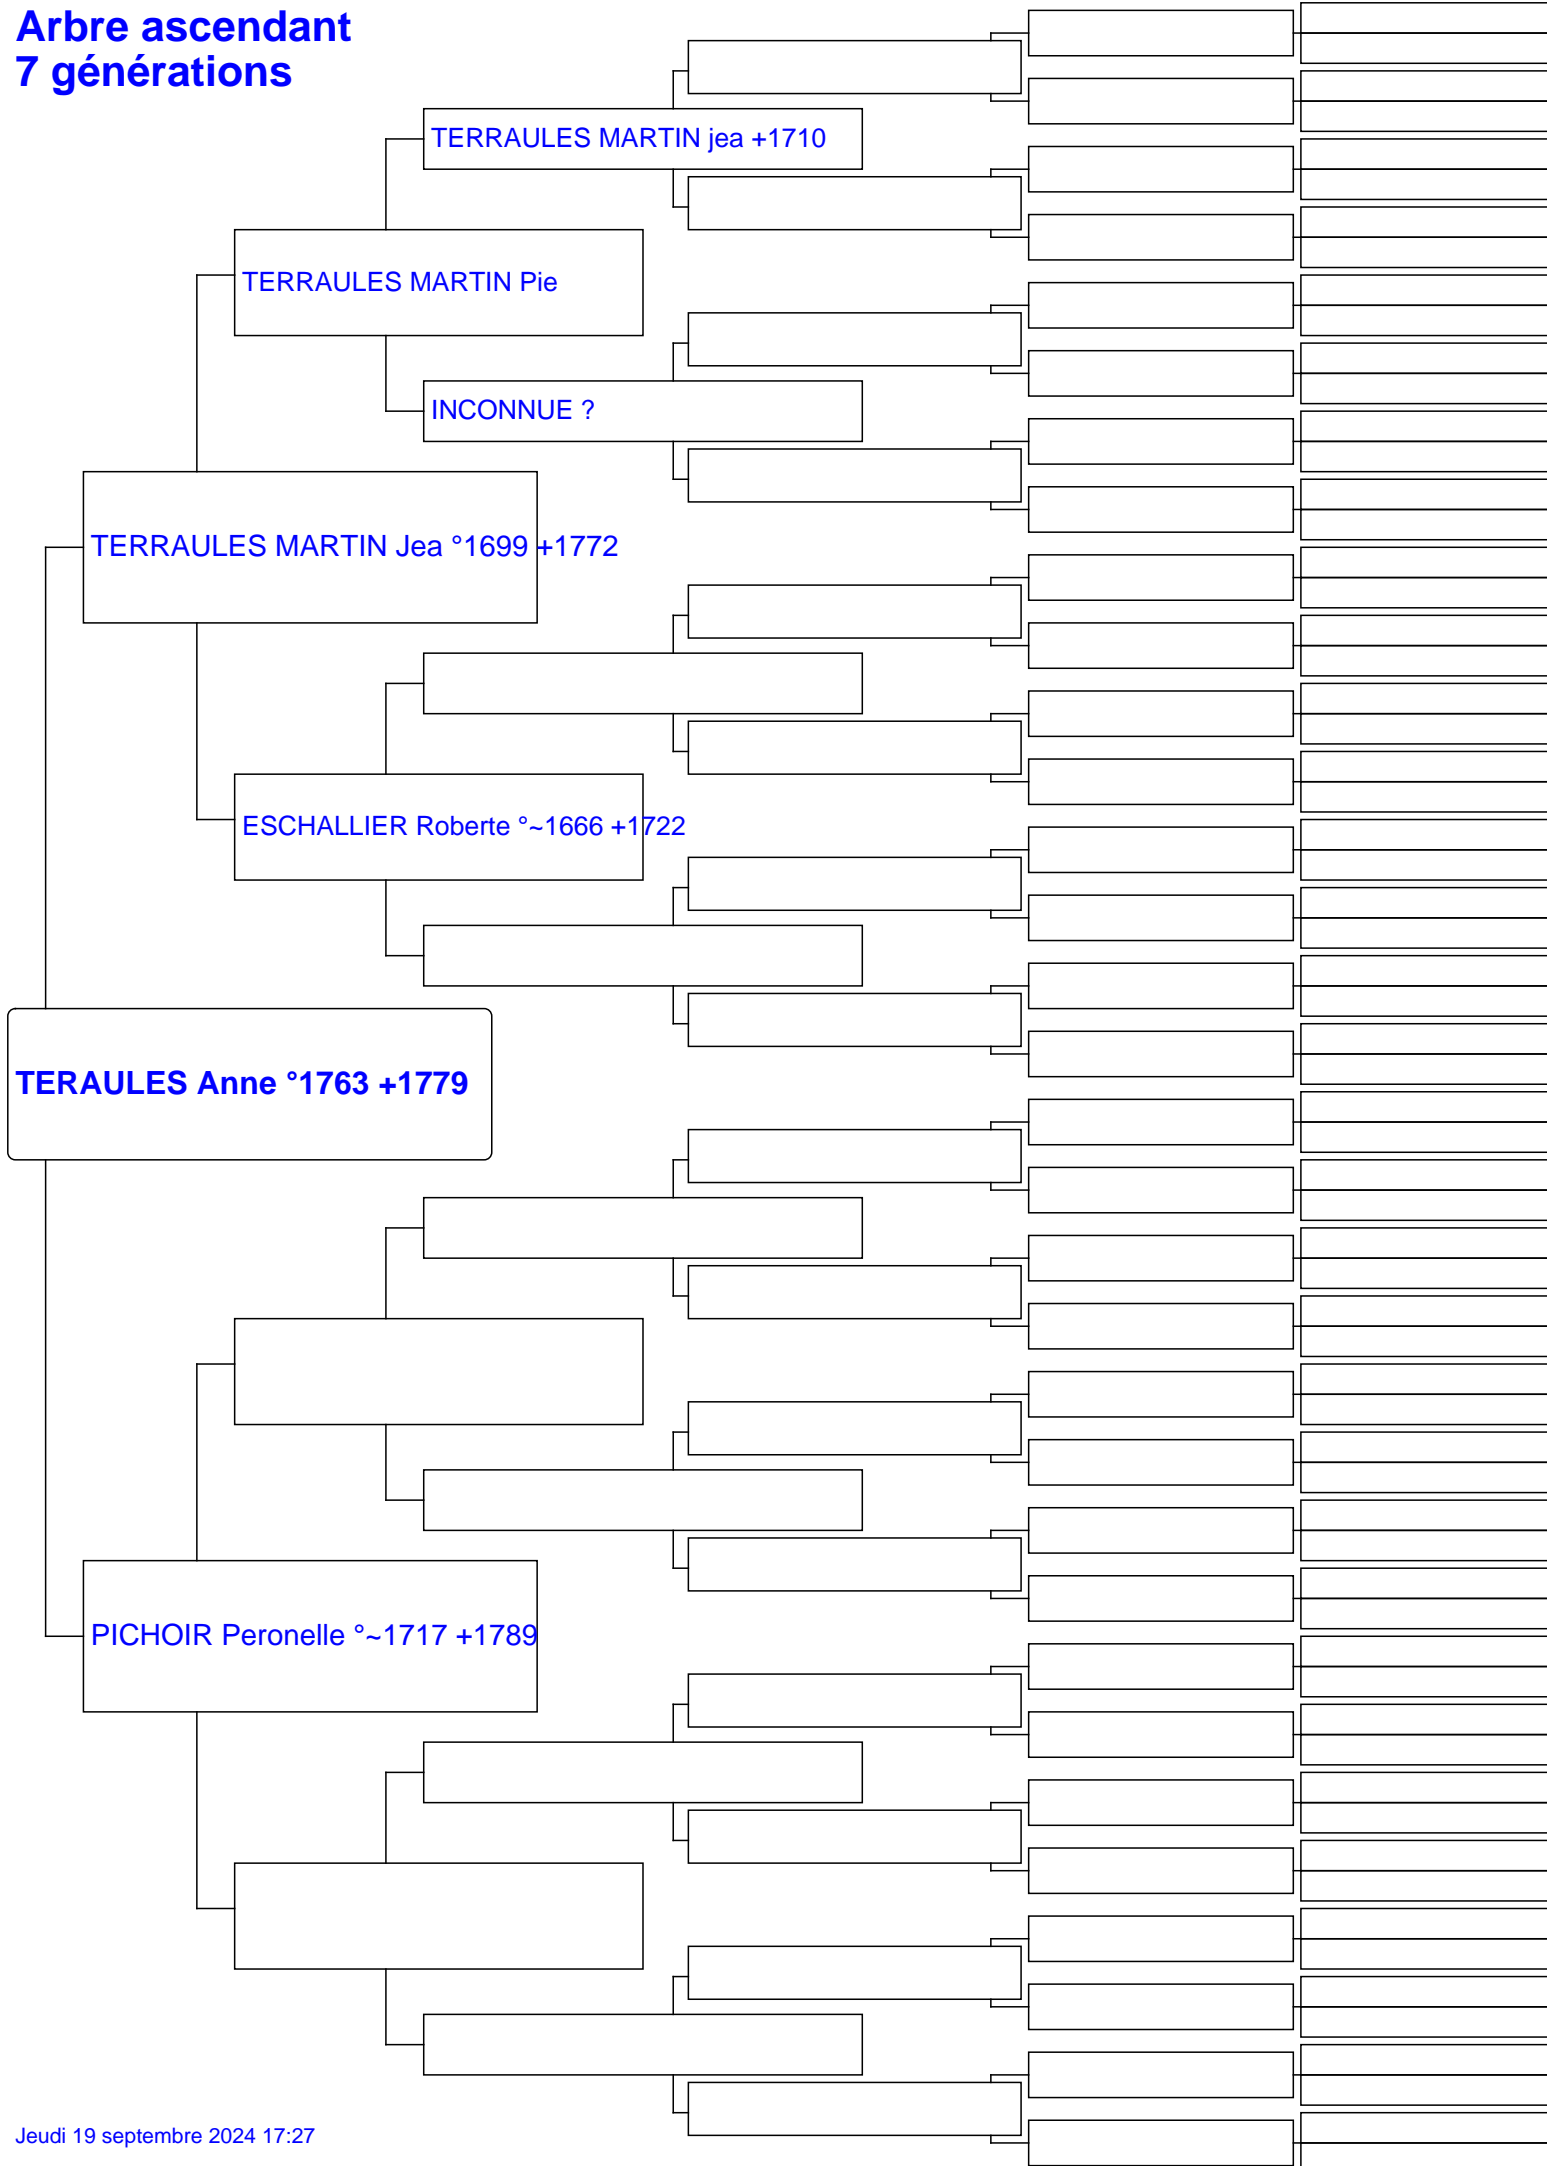 Arbre ascendant
7 générations
TERRAULES MARTIN jea +1710
TERRAULES MARTIN Pie
INCONNUE ?
TERRAULES MARTIN Jea °1699 +1772
ESCHALLIER Roberte °~1666 +1722
TERAULES Anne °1763 +1779
PICHOIR Peronelle °~1717 +1789
Jeudi 19 septembre 2024 17:27